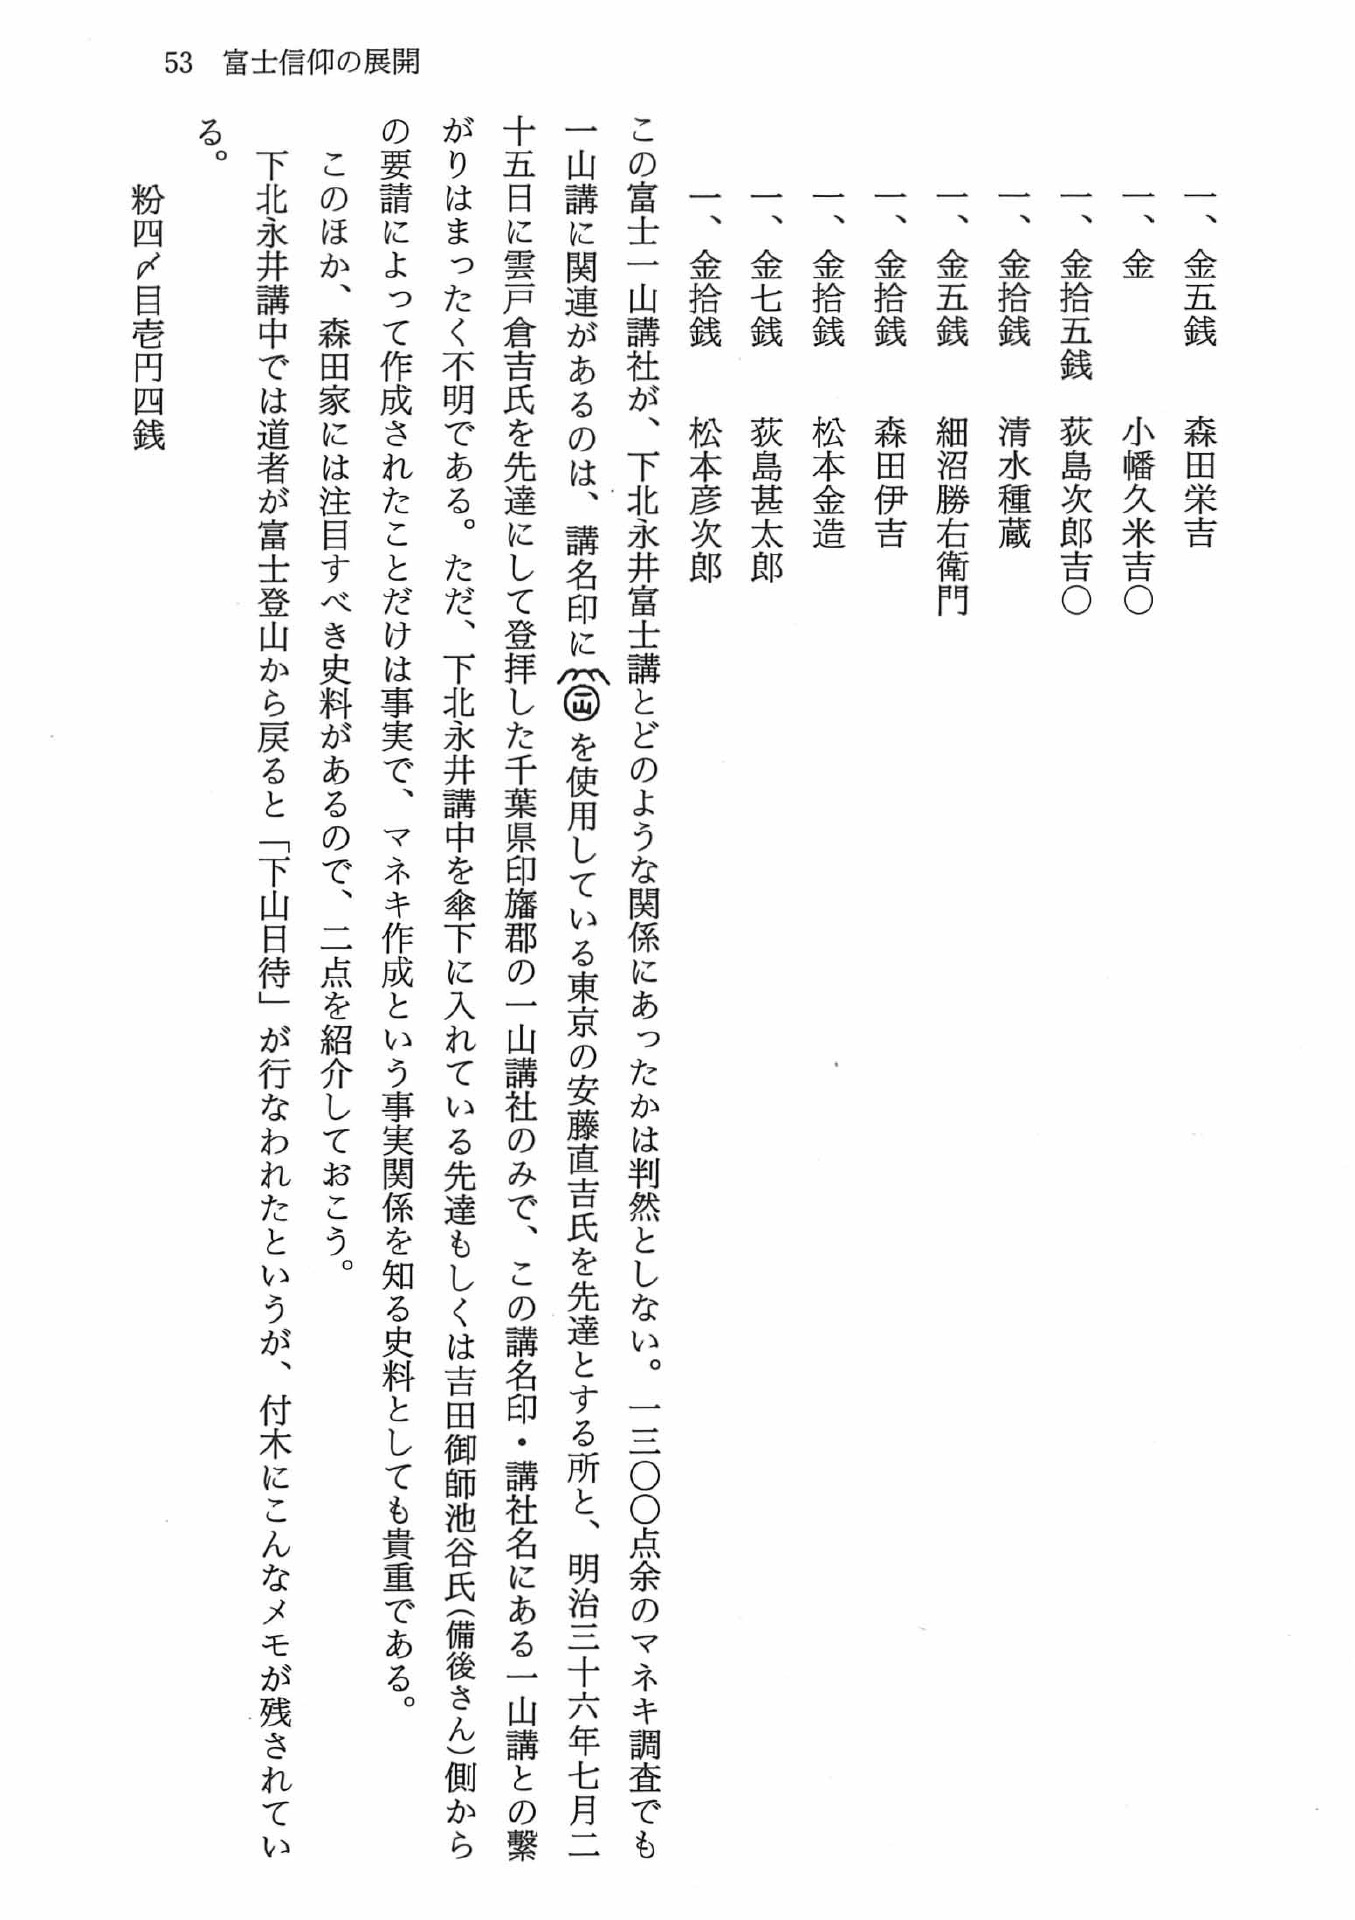 53　富士信仰の展開
一、金五銭　　森田栄吉
一、金　　　　小幡久米吉〇
一、金拾五銭　荻島次郎吉〇
一、金拾銭　　清水種蔵
一、金五銭　　細沼勝右衛門
一、金拾銭　　森田伊吉
一、金拾銭　　松本金造
一、金七銭　　荻島甚太郎
一、金拾銭　　松本彦次郎
この富士一山講社が、下北永井富士講とどのような関係にあったかは判然としない。一三〇〇点余のマネキ調査でも
一山講に関連があるのは、講名印に一山を使用している東京の安藤直吉氏を先達とする所と、明治三十六年七月二
十五日に雲戸倉吉氏を先達にして登拝した千葉県印旛郡の一山講社のみで、この講名印・講社名にある一山講との繫
がりはまったく不明である。ただ、下北永井講中を傘下に入れている先達もしくは吉田御師池谷氏（備後さん）側から
の要請によって作成されたことだけは事実で、マネキ作成という事実関係を知る史料としても貴重である。
このほか、森田家には注目すべき史料があるので、二点を紹介しておこう。
下北永井講中では道者が富士登山から戻ると「下山日待」が行なわれたというが、付木にこんなメモが残されてい
る。
粉四〆目壱円四銭